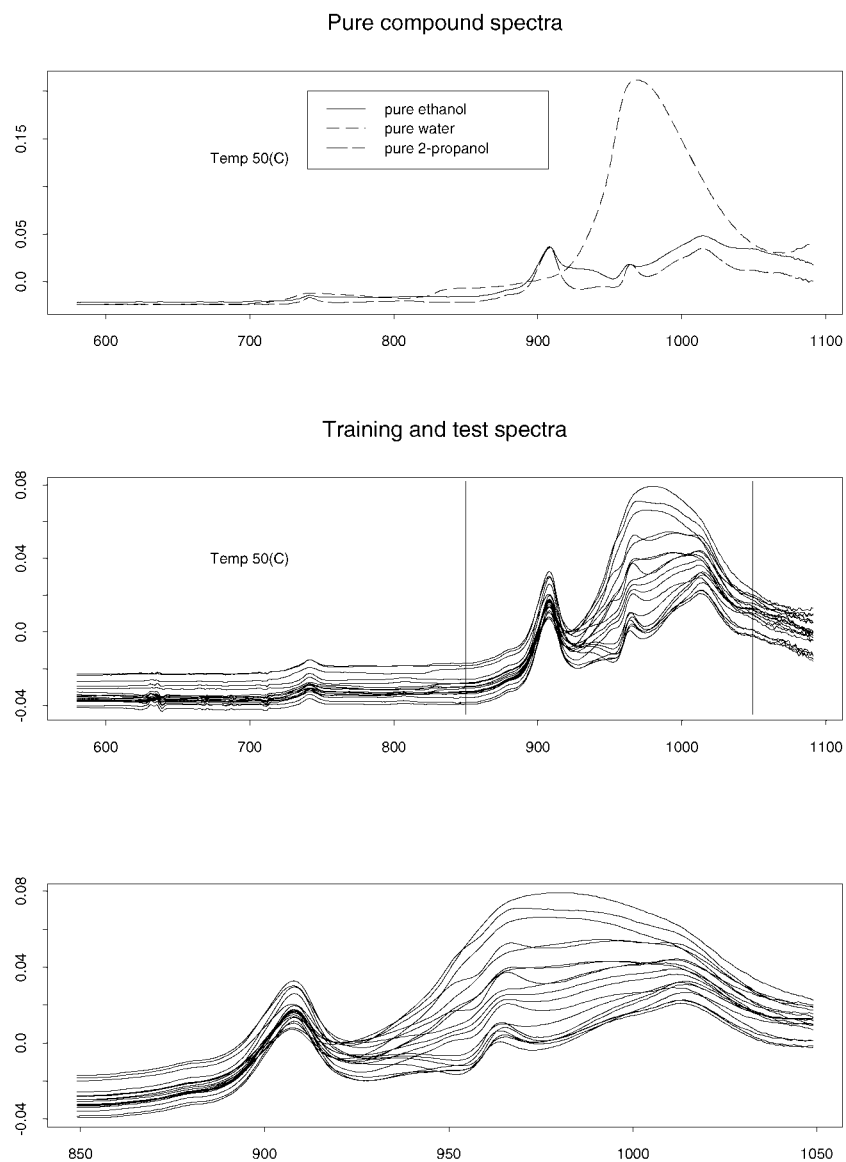 Pure compound spectra
0.15
0.05
0.0
pure ethanol
pure water
pure 2-propanol
Temp 50(C)
600 700 800 900 1000 1100
Training and test spectra
0.08
0.04
0.0
-0.04
Temp 50(C)
600 700 800 900 1000 1100
0.08
0.04
0.0
-0.04
850 900 950 1000 1050